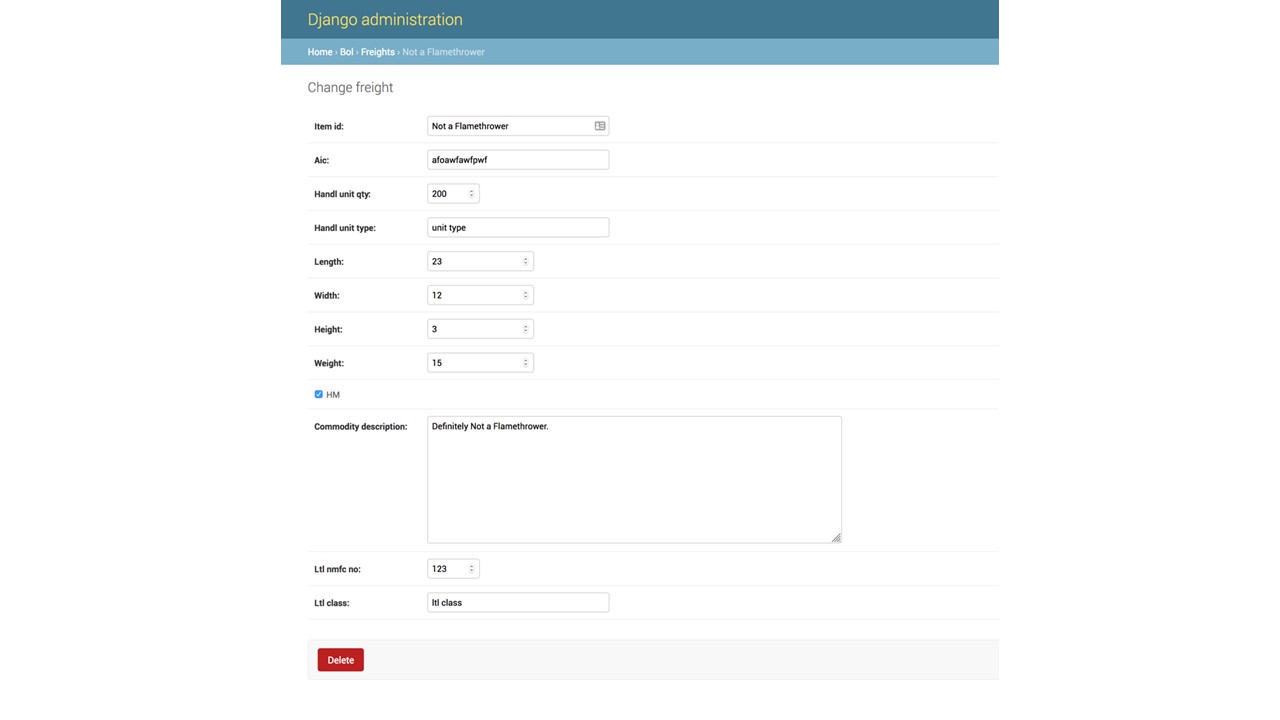 Django administration
Home › Bol › Freights › Not a Flamethrower
Change freight
Item id: Not a Flamethrower
Aic: afoawfawfpwf
Handl unit qty: 200
Handl unit type: unit type
Length: 23
Width: 12
Height: 3
Weight: 15
HM
Commodity description: Definitely Not a Flamethrower.
Ltl nmfc no: 123
Ltl class: ltl class
Delete